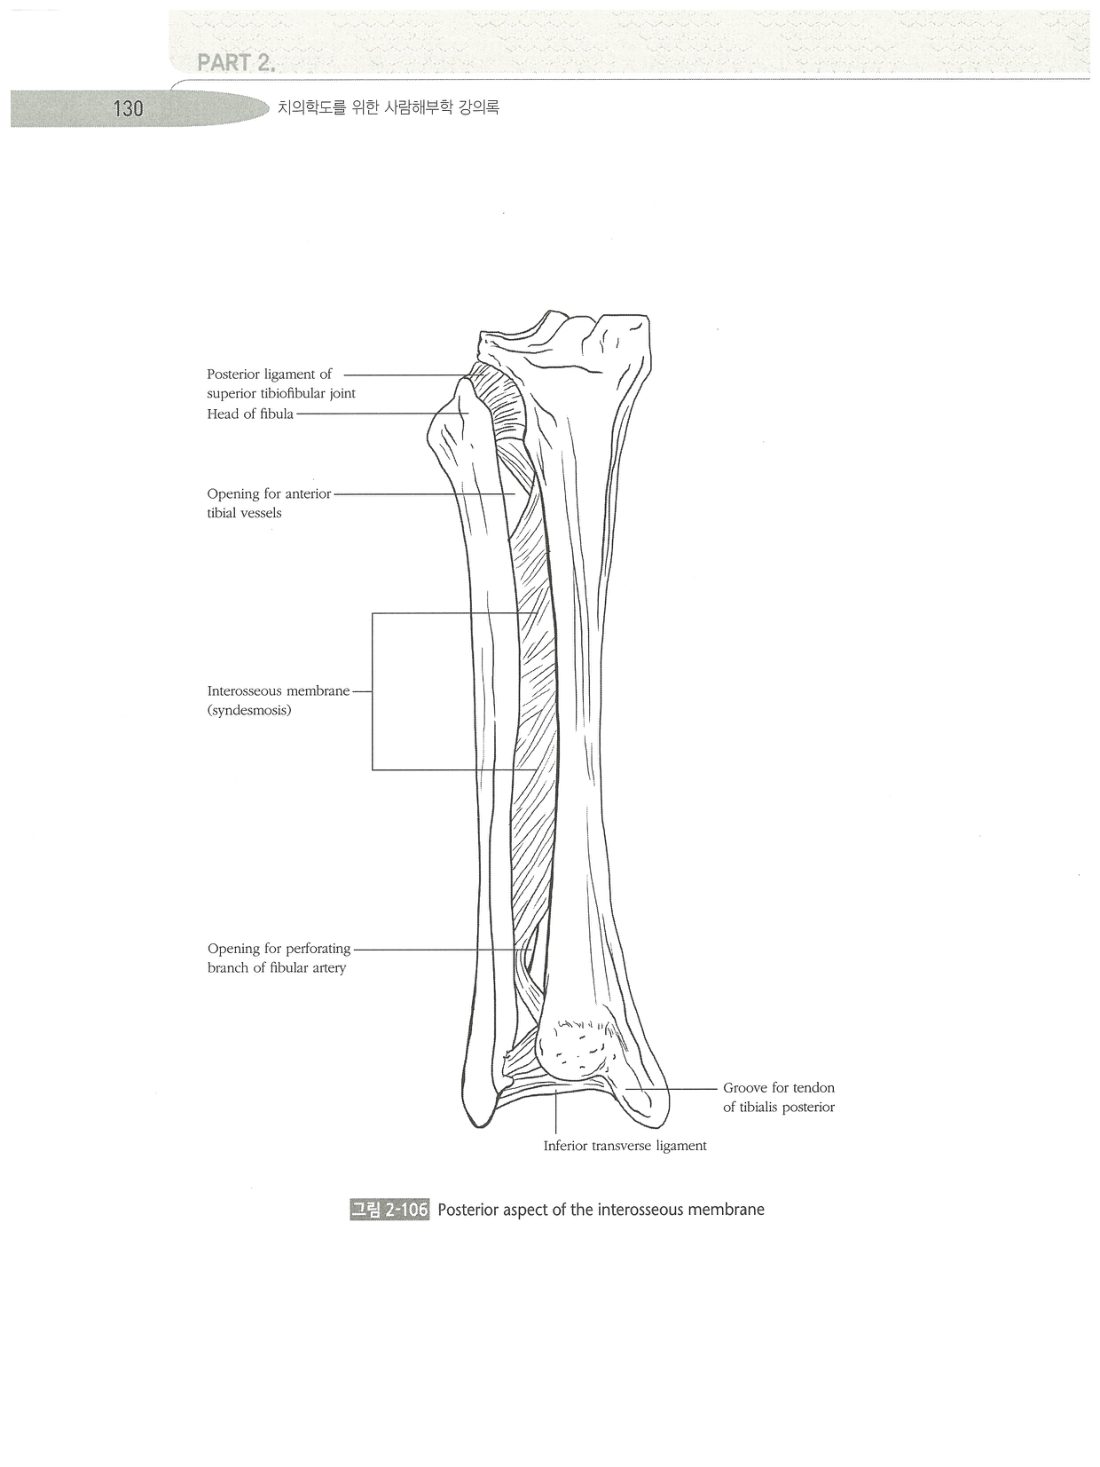 PART 2.
130
치의학도를 위한 사람해부학 강의록
Posterior ligament of
superior tibiofibular joint
Head of fibula
Opening for anterior
tibial vessels
Interosseous membrane
(syndesmosis)
Opening for perforating
branch of fibular artery
Groove for tendon
of tibialis posterior
Inferior transverse ligament
그림 2-106 Posterior aspect of the interosseous membrane